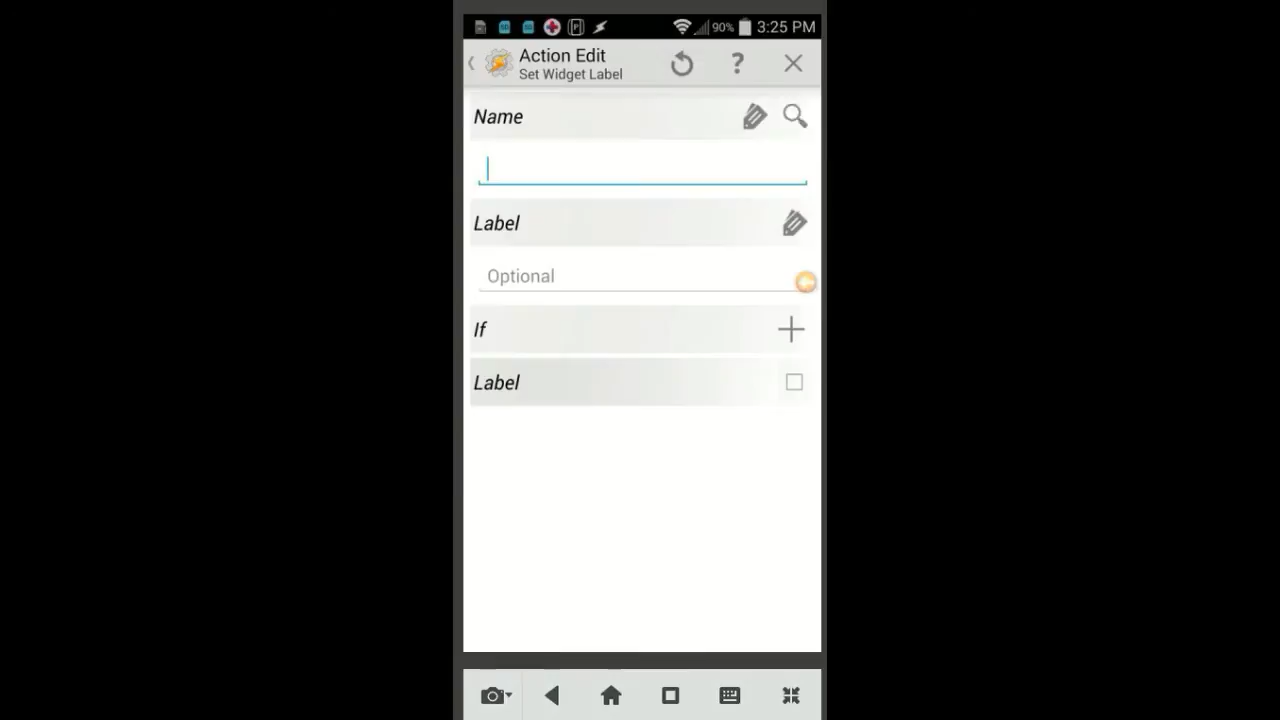 90% 3:25 PM
Action Edit
Set Widget Label
?
Name
Label
Optional
If
Label